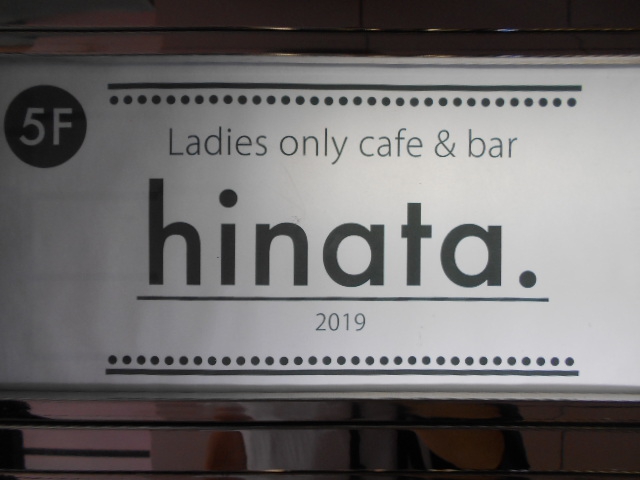 5F
Ladies only cafe & bar
hinata.
2019